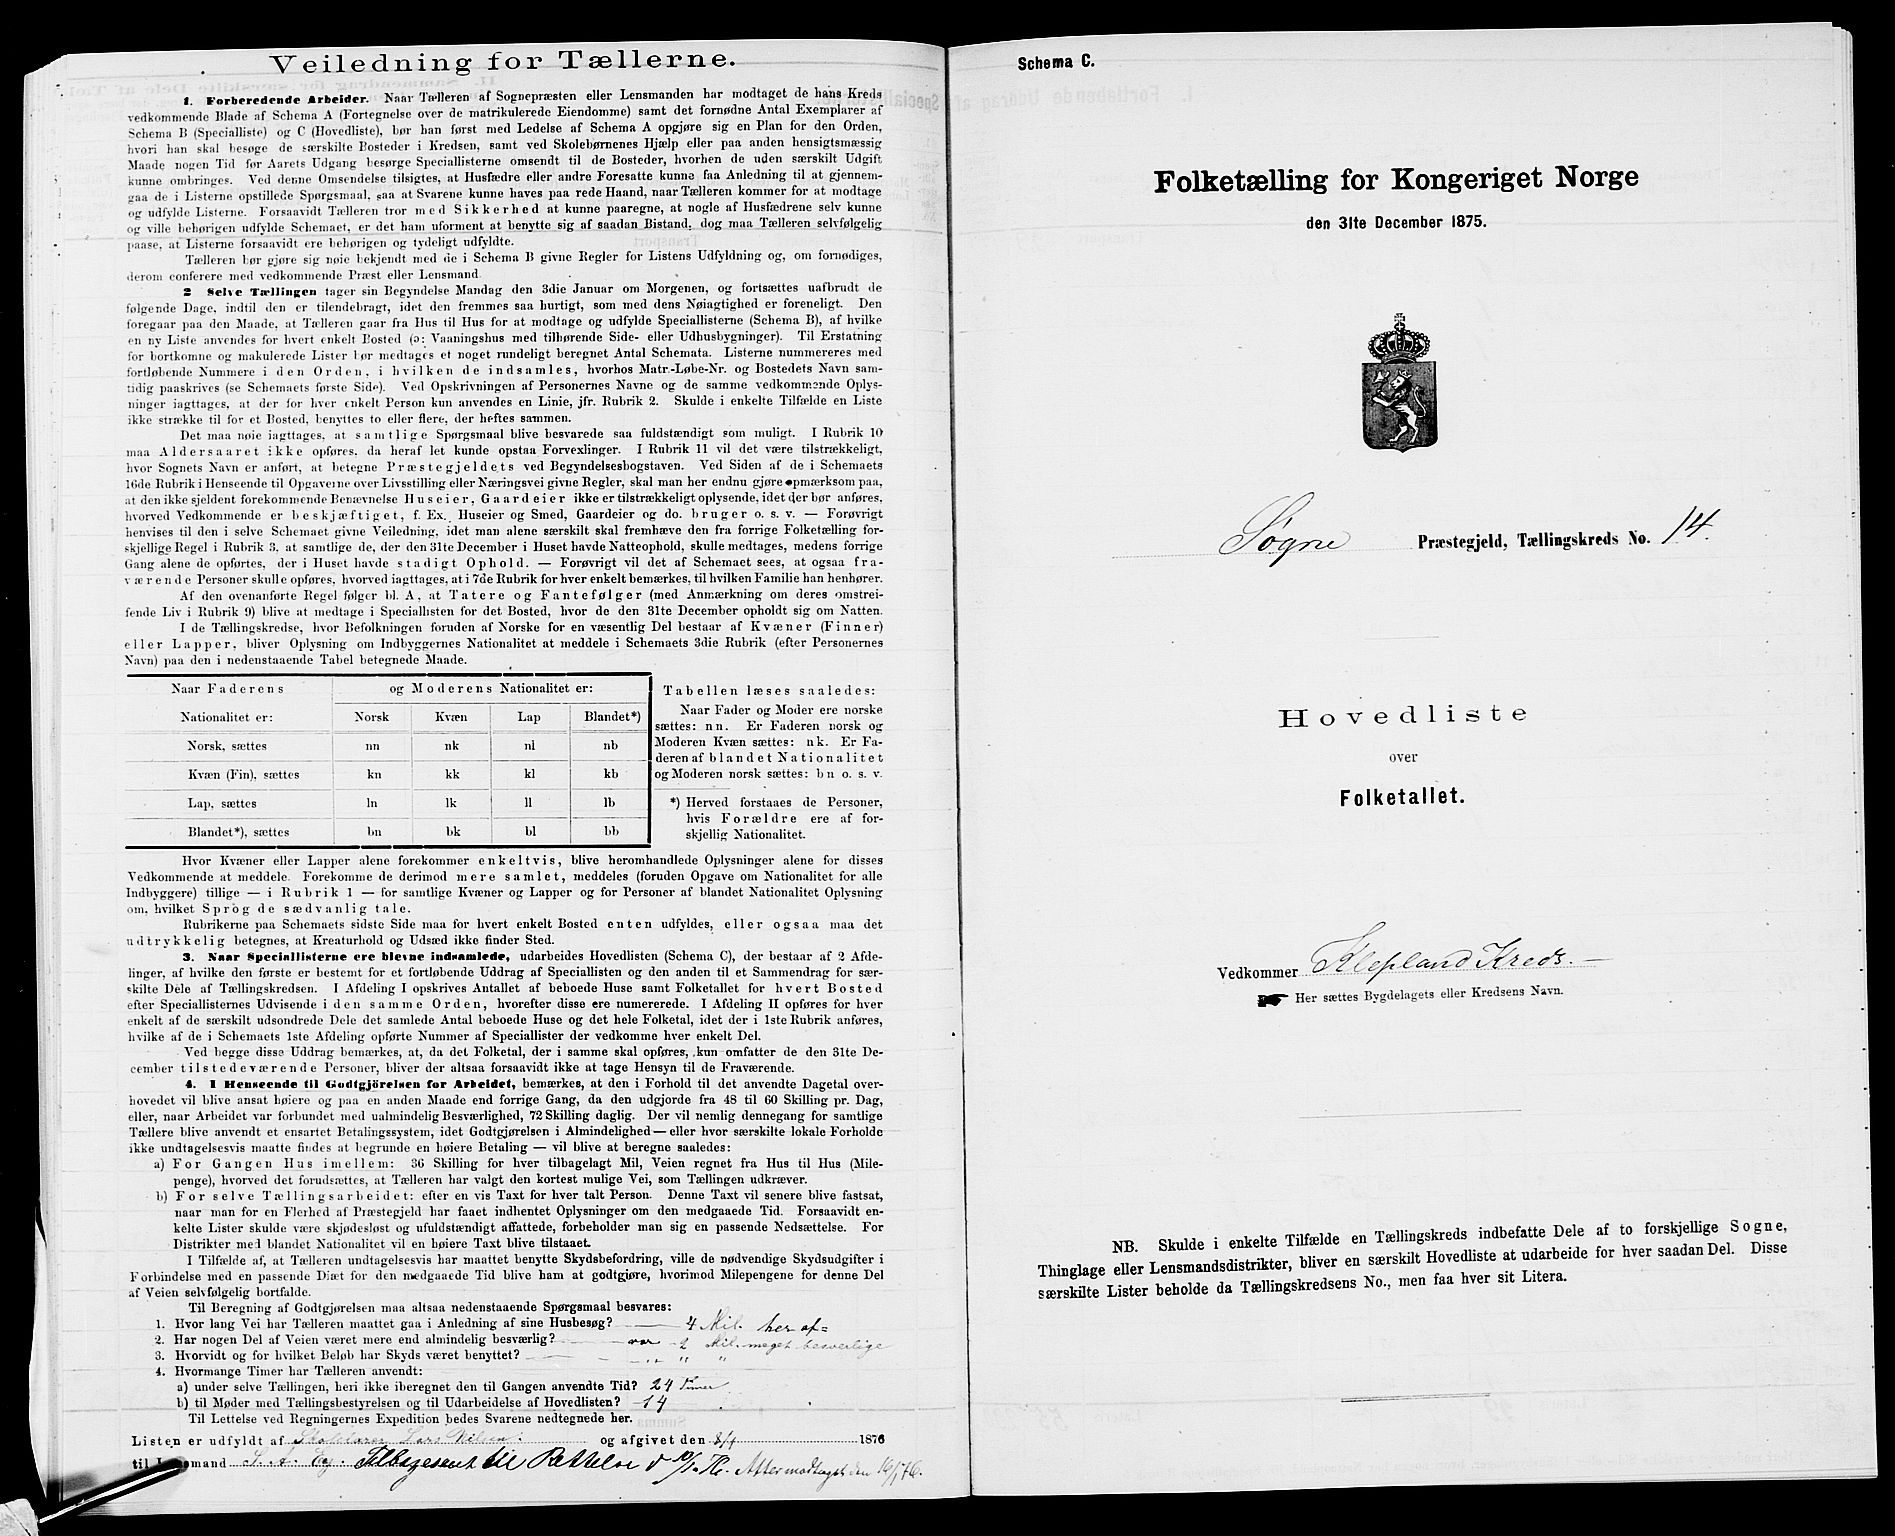 Veiledning for Tællerne.
1. Forberedende Arbeider. Naar Tælleren af Sognepræsten eller Lensmanden har modtaget de hans Kreds
vedkommende Blade af Schema A (Fortegnelse over de matrikulerede Eiendomme) samt det fornødne Antal Exemplarer af
Schema B (Specialliste) og C (Hovedliste), bør han først med Ledelse af Schema A opgjøre sig en Plan for den Orden,
hvori han skal besøge de særskilte Bosteder i Kredsen, samt ved Skolebørnenes Hjælp eller paa anden hensigtsmæssig
Maade nogen Tid før Aarets Udgang besørge Speciallisterne omsendt til de Bosteder, hvorhen de uden særskilt Udgift
kunne ombringes. Ved denne Omsendelse tilsigtes, at Husfædre eller andre Foresatte kunne faa Anledning til at gjennem-
gaa de i Listerne opstillede Spørgsmaal, saa at Svarene kunne haves paa rede Haand, naar Tælleren kommer for at modtage
og udfylde Listerne. Forsaavidt Tælleren tror med Sikkerhed at kunne paaregne, at nogle af Husfædrene selv kunne
og ville behørigen udfylde Schemaet, er det ham uforment at benytte sig af saadan Bistand, dog maa Tælleren selvfølgelig
paase, at Listerne forsaavidt ere behørigen og tydeligt udfyldte.
Tælleren bør gjøre sig nøie bekjendt med de i Schema B givne Regler for Listens Udfyldning og, om fornødiges,
derom conferere med vedkommende Præst eller Lensmand
2 Selve Tællingen tager sin Begyndelse Mandag den 3die Januar om Morgenen, og fortsættes uafbrudt de
følgende Dage, indtil den er tilendebragt, idet den fremmes saa hurtigt, som med dens Nøiagtighed er foreneligt. Den
foregaar paa den Maade, at Tælleren gaar fra Hus til Hus for at modtage og udfylde Speciallisterne (Schema B), af hvilke
en ny Liste anvendes for hvert enkelt Bosted (ɔ: Vaaningshus med tilhørende Side- eller Udhusbygninger). Til Erstatning
for bortkomne og makulerede Lister bør medtages et noget rundeligt beregnet Antal Schemata. Listerne nummereres med
fortløbende Nummere i den Orden, i hvilken de indsamles, hvorhos Matr.-Løbe-Nr. og Bostedets Navn sam-
tidig paaskrives (se Schemaets første Side). Ved Opskrivningen af Personernes Navne og de samme vedkommende Oplys-
ninger iagttages, at der for hver enkelt Person kun anvendes en Linie, jfr. Rubrik 2. Skulde i enkelte Tilfælde en Liste
ikke strække til for et Bosted, benyttes to eller flere, der heftes sammen.
Det maa nøie iagttages, at samtlige Spørgsmaal blive besvarede saa fuldstændigt som muligt. I Rubrik 10
maa Aldersaaret ikke opføres, da heraf let kunde opstaa Forvexlinger. I Rubrik 11 vil det være tilstrækkeligt,
hvor Sognets Navn er anført, at betegne Præstegjeldets ved Begyndelsesbogstaven. Ved Siden af de i Schemaets
16de Rubrik i Henseende til Opgaverne over Livsstilling eller Næringsvei givne Regler, skal man her endnu gjøre opmærksom paa,
at den ikke sjeldent forekommende Benævnelse Huseier, Gaardeier ikke er tilstrækkeligt oplysende, idet der bør anføres,
hvorved Vedkommende er beskjæftiget, f. Ex. Huseier og Smed, Gaardeier og do. bruger o. s. v. — Forøvrigt
henvises til den i selve Schemaet givne Veiledning, idet man alene særskilt skal fremhæve den fra forrige Folketælling for-
skjellige Regel i Rubrik 3, at samtlige de, der den 31te December i Huset havde Natteophold, skulle medtages, medens forrige
Gang alene de opførtes, der i Huset havde stadigt Ophold. — Forøvrigt vil det af Schemaet sees, at ogsaa fra-
værende Personer skulle opføres, hvorved iagttages, at i 7de Rubrik for hver enkelt bemærkes, til hvilken Familie han henhører.
Af den ovenanførte Regel følger bl. A., at Tatere og Fantefølger (med Anmærkning om deres omstrei-
fende Liv i Rubrik 9) blive at medtage i Speciallisten for det Bosted, hvor de den 31te December opholdt sig om Natten.
I de Tællingskredse, hvor Befolkningen foruden af Norske for en væsentlig Del bestaar af Kvæner (Finner)
eller Lapper, bliver Oplysning om Indbyggernes Nationalitet at meddele i Schemaets 3die Rubrik (efter Personernes
Navn) paa den i nedenstaaende Tabel betegnede Maade.
Naar Faderens og Moderens Nationalitet er:
Nationalitet er: Norsk Kvæn Lap Blandet*)
Norsk, sættes nn nk nl nb
Kvæn (Fin), sættes kn kk kl kb
Lap, sættes ln lk ll lb
Blandet*), sættes bn bk bl bb
Tabellen læses saaledes:
Naar Fader og Moder ere norske
sættes: nn. Er Faderen norsk og
Moderen Kvæn sættes: nk. Er Fa-
deren af blandet Nationalitet
og Moderen norsk sættes: bn o. s. v.
*) Herved forstaaes de Personer,
hvis Forældre ere af for-
skjellig Nationalitet.
Hvor Kvæner eller Lapper alene forekommer enkeltvis, blive heromhandlede Oplysninger alene for disses
Vedkommende at meddele. Forekomme de derimod mere samlet, meddeles (foruden Opgave om Nationalitet for alle
Indbyggere) tillige — i Rubrik 1 — for samtlige Kvæner og Lapper og for Personer af blandet Nationalitet Oplysning
om, hvilket Sprog de sædvanlig tale.
Rubrikerne paa Schemaets sidste Side maa for hvert enkelt Bosted enten udfyldes, eller ogsaa maa det
udtrykkelig betegnes, at Kreaturhold og Udsæd ikke finder Sted.
3. Naar Speciallisterne ere blevne indsamlede, udarbeides Hovedlisten (Schema C), der bestaar af 2 Afde-
linger, af hvilke den første er bestemt for et fortløbende Uddrag af Speciallisten og den anden til et Sammendrag for sær-
skilte Dele af Tællingskredsen. I Afdeling I opskrives Antallet af beboede Huse samt Folketallet for hvert Bosted
efter Speciallisternes Udvisende i den samme Orden, hvorefter disse ere numererede. I Afdeling II opføres for hver
enkelt af de særskilt udsondrede Dele det samlede Antal beboede Huse og det hele Folketal, idet der i 1ste Rubrik anføres,
hvilke af de i Schemaets 1ste Afdeling opførte Nummer af Speciallister der vedkomme hver enkelt Del.
Ved begge disse Uddrag bemærkes, at, da det Folketal, der i samme skal opføres, kun omfatter de den 31te De-
cember tilstedeværende Personer, bliver der altsaa forsaavidt ikke at tage Hensyn til de Fraværende.
4. I Henseende til Godtgjörelsen for Arbeidet, bemærkes, at den i Forhold til det anvendte Dagetal over-
hovedet vil blive ansat høiere og paa en anden Maade end forrige Gang, da den udgjorde fra 48 til 60 Skilling pr. Dag,
eller, naar Arbeidet var forbundet med ualmindelig Besværlighed, 72 Skilling daglig. Der vil nemlig dennegang for samtlige
Tællere blive anvendt et ensartet Betalingssystem, idet Godtgjørelsen i Almindelighed — eller hvor særskilte lokale Forholde
ikke undtagelsesvis maatte findes at begrunde en høiere Betaling — vil blive at beregne saaledes:
a) For Gangen Hus imellem: 36 Skilling for hver tilbagelagt Mil, Veien regnet fra Hus til Hus (Mile-
penge), hvorved det forudsættes, at Tælleren har valgt den kortest mulige Vei, som Tællingen udkræver.
b) For selve Tællingsarbeidet: efter en vis Taxt for hver talt Person. Denne Taxt vil senere blive fastsat,
naar man for en Flerhed af Præstegjeld har faaet indhentet Oplysninger om den medgaaede Tid. Forsaavidt en-
kelte Lister skulde være skjødesløst og ufuldstændigt affattede, forbeholder man sig en passende Nedsættelse. For
Distrikter med blandet Nationalitet vil en høiere Taxt blive tilstaaet.
I Tilfælde af, at Tælleren undtagelsesvis har maattet benytte Skydsbefordring, ville de nødvendige Skydsudgifter i
Forbindelse med en passende Diæt for den medgaaede Tid blive ham at godtgjøre, hvorimod Milepengene for denne Del
af Veien selvfølgelig bortfalde.
Til Beregning af Godtgjørelsen maa altsaa nedenstaaende Spørgsmaal besvares:
1. Hvor lang Vei har Tælleren maattet gaa i Anledning af sine Husbesøg? 4 Mil. her af=
2. Har nogen Del af Veien været mere end almindelig besværlig? var 2 Mil. meget besværlige
3. Hvorvidt og for hvilket Beløb har Skyds været benyttet? " " "
4. Hvormange Timer har Tælleren anvendt:
a) under selve Tællingen, heri ikke iberegnet den til Gangen anvendte Tid? 24 Timer
b) til Møder med Tællingsbestyrelsen og til Udarbeidelse af Hovedlisten? 14
Til Lettelse ved Regningernes Expedition bedes Svarene nedtegnede her.
Listen er udfyldt af Skolelærer Lars Nilsen og afgivet den 8/1 1876
til Lensmand Tilbagesent til Rettelse d 10/1. Attermodtaget den 16/1 76.
Schema C.
Folketælling for Kongeriget Norge
den 31te December 1875.
Søgne Præstegjeld, Tællingskreds No. 14.
Hovedliste
over
Folketallet.
Vedkommer Klepland Kreds.
Her sættes Bygdelagets eller Kredsens Navn.
NB. Skulde i enkelte Tilfælde en Tællingskreds indbefatte Dele af to forskjellige Sogne,
Thinglage eller Lensmandsdistrikter, bliver en særskilt Hovedliste at udarbeide for hver saadan Del. Disse
særskilte Lister beholde da Tællingskredsens No., men faa hver sit Litera.